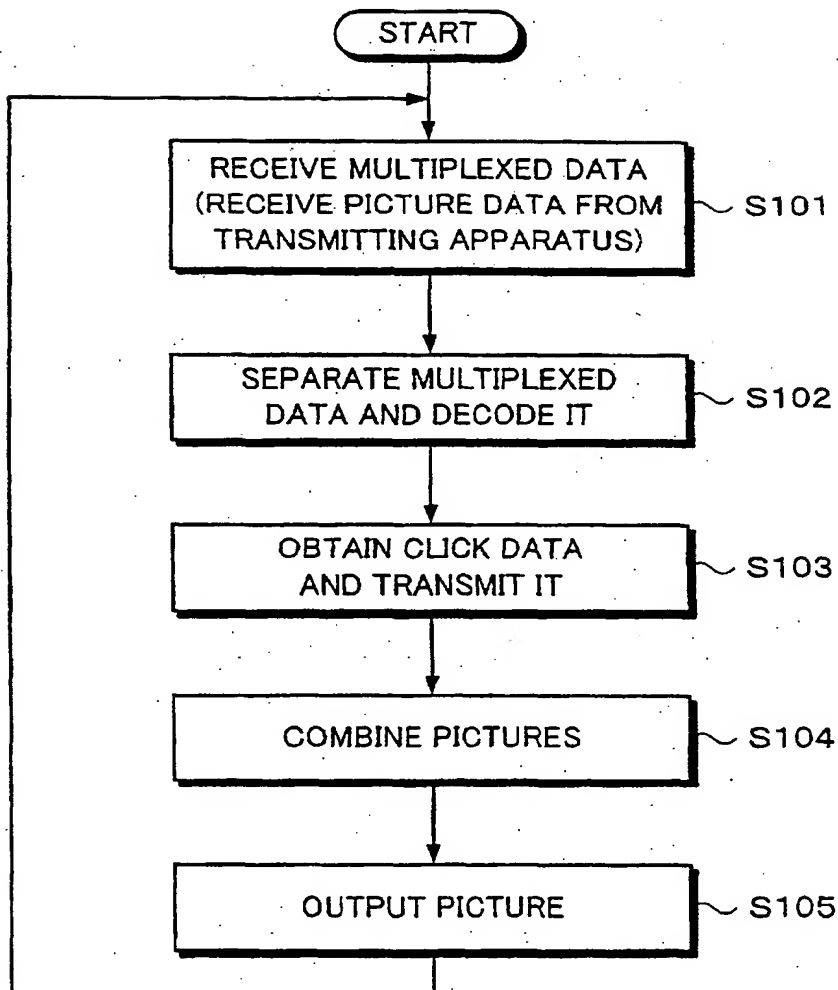 START
RECEIVE MULTIPLEXED DATA
(RECEIVE PICTURE DATA FROM
TRANSMITTING APPARATUS)
S101
SEPARATE MULTIPLEXED
DATA AND DECODE IT
S102
OBTAIN CLICK DATA
AND TRANSMIT IT
S103
COMBINE PICTURES
S104
OUTPUT PICTURE
S105